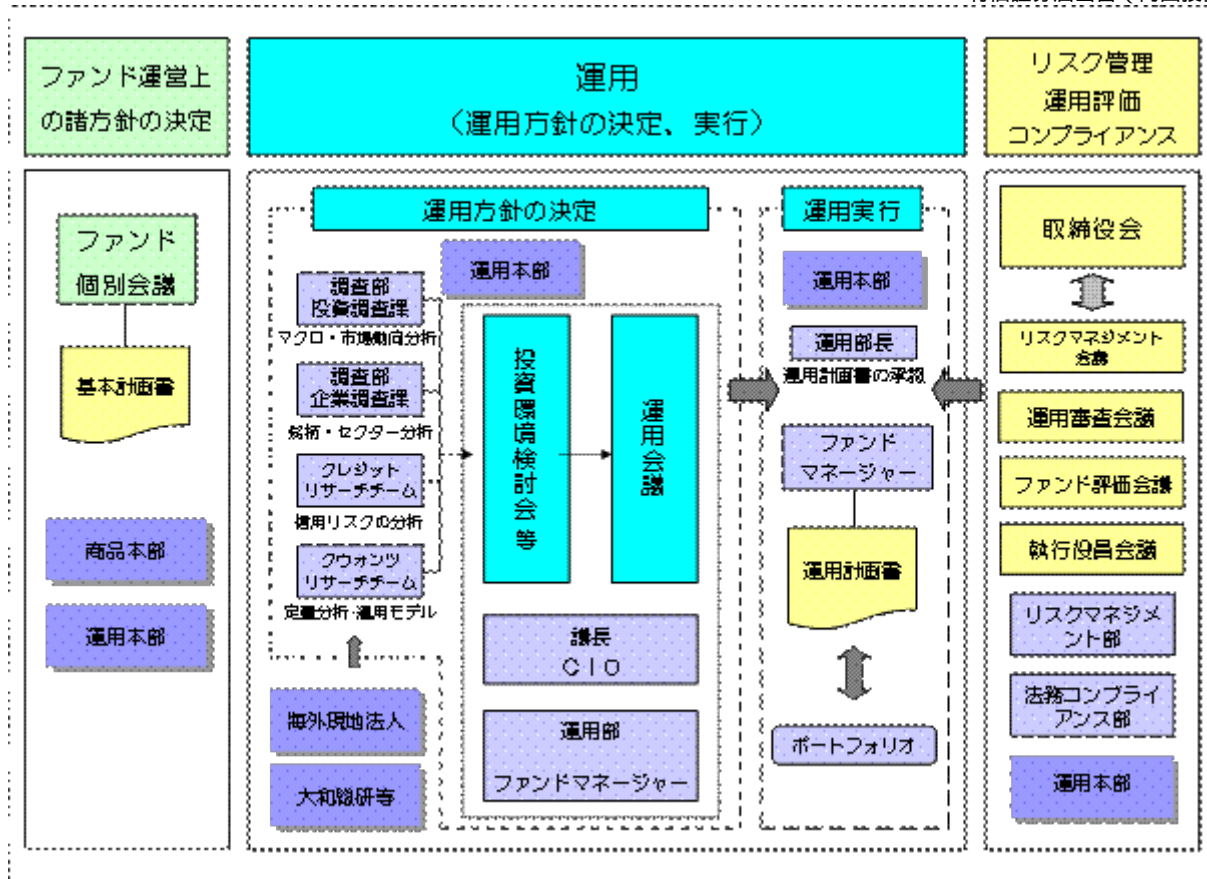 ファンド運営上
の諸方針の決定
運用
(運用方針の決定、実行)
リスク管理
運用評価
コンプライアンス
ファンド
個別会議
基本計画書
商品本部
運用本部
運用方針の決定
運用本部
調査部
投資調査課
マクロ・市場動向分析
調査部
企業調査課
銘柄・セクター分析
クレジット
リサーチチーム
信用リスクの分析
クウォンツ
リサーチチーム
定量分析・運用モデル
海外現地法人
大和総研等
投資環境検討会等
運用会議
議長
CIO
運用部
ファンドマネージャー
運用実行
運用本部
運用部長
運用計画書の承認
ファンド
マネージャー
運用計画書
ポートフォリオ
取締役会
リスクマネジメント
会議
運用審査会議
ファンド評価会議
執行役員会議
リスクマネジメ
ント部
法務コンプライ
アンス部
運用本部